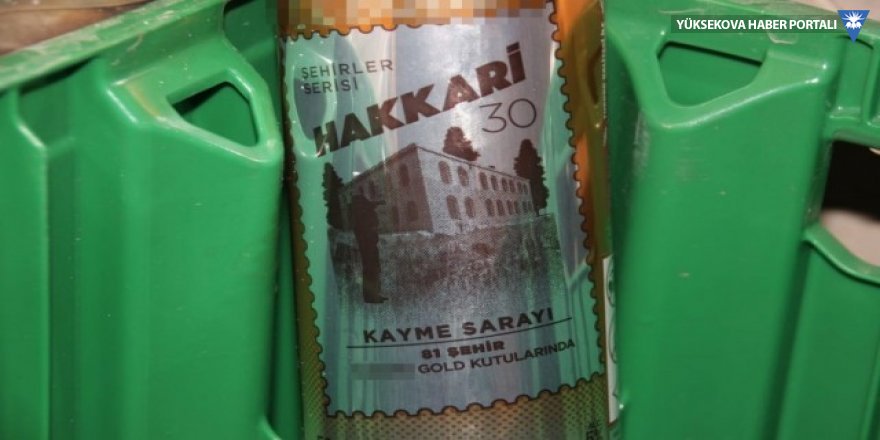 YÜKSEKOVA HABER PORTALI
ŞEHİRLER
SERİSİ
HAKKARİ
30
KAYME SARAYI
81 ŞEHİR
GOLD KUTULARINDA